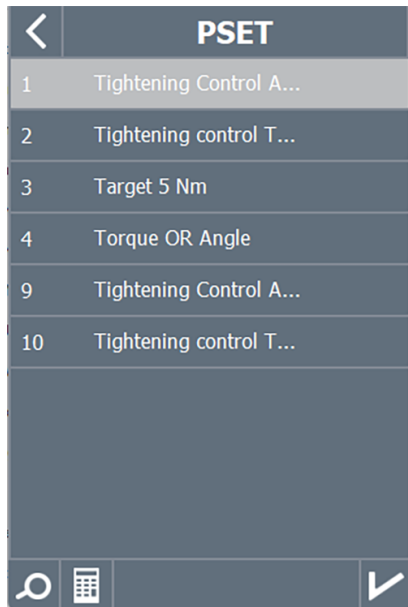 PSET
1 Tightening Control A...
2 Tightening control T...
3 Target 5 Nm
4 Torque OR Angle
9 Tightening Control A...
10 Tightening control T...